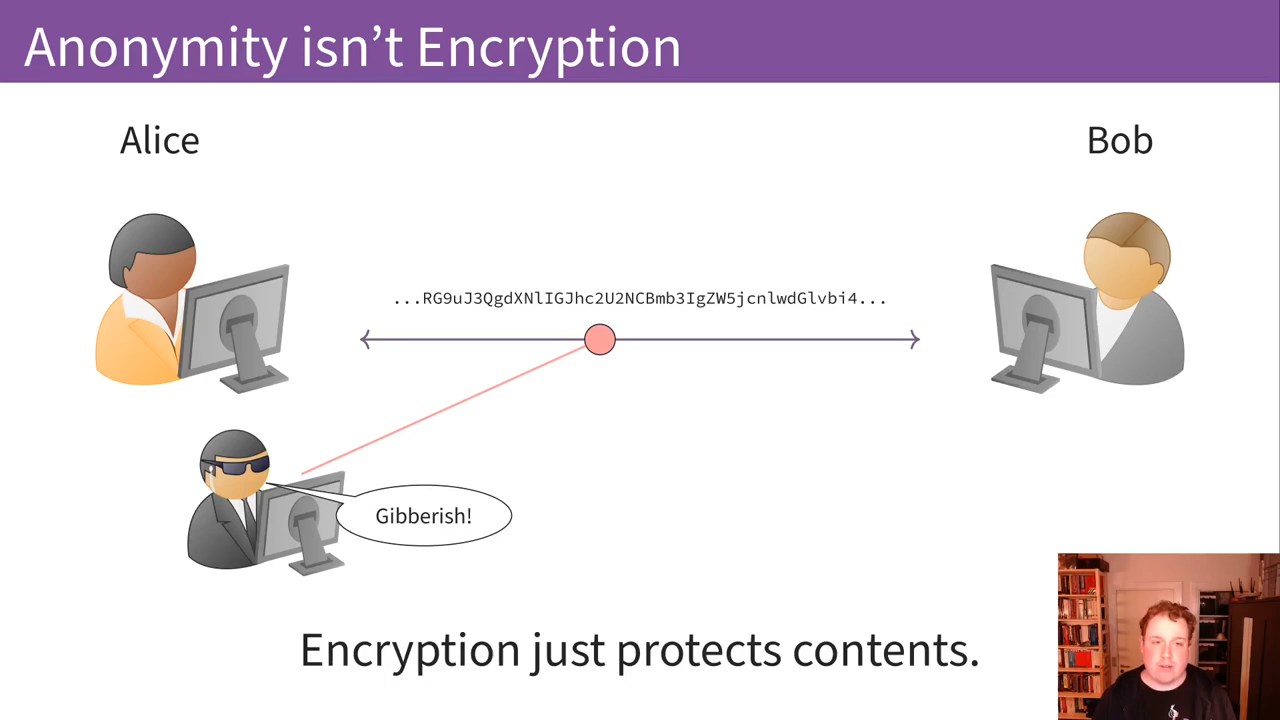 Anonymity isn’t Encryption
Alice
Bob
...RG9uJ3QgdXNlIGJhc2U2NCBmb3IgZW5jcnlwdGlvbi4...
Gibberish!
Encryption just protects contents.